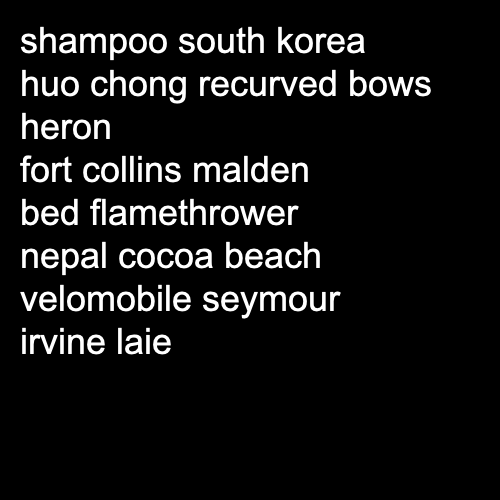 shampoo south korea
huo chong recurved bows
heron
fort collins malden
bed flamethrower
nepal cocoa beach
velomobile seymour
irvine laie